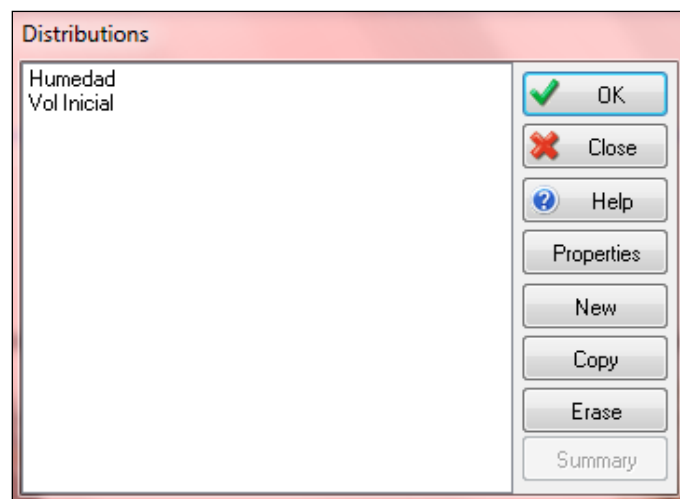 Distributions
Humedad
Vol Inicial
OK
Close
Help
Properties
New
Copy
Erase
Summary